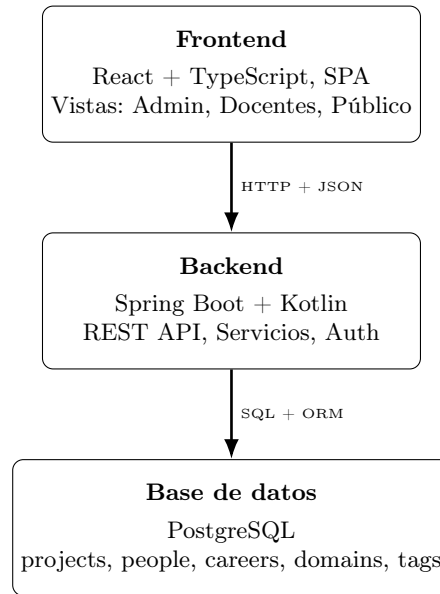 Frontend
React + TypeScript, SPA
Vistas: Admin, Docentes, Público
HTTP + JSON
Backend
Spring Boot + Kotlin
REST API, Servicios, Auth
SQL + ORM
Base de datos
PostgreSQL
projects, people, careers, domains, tags